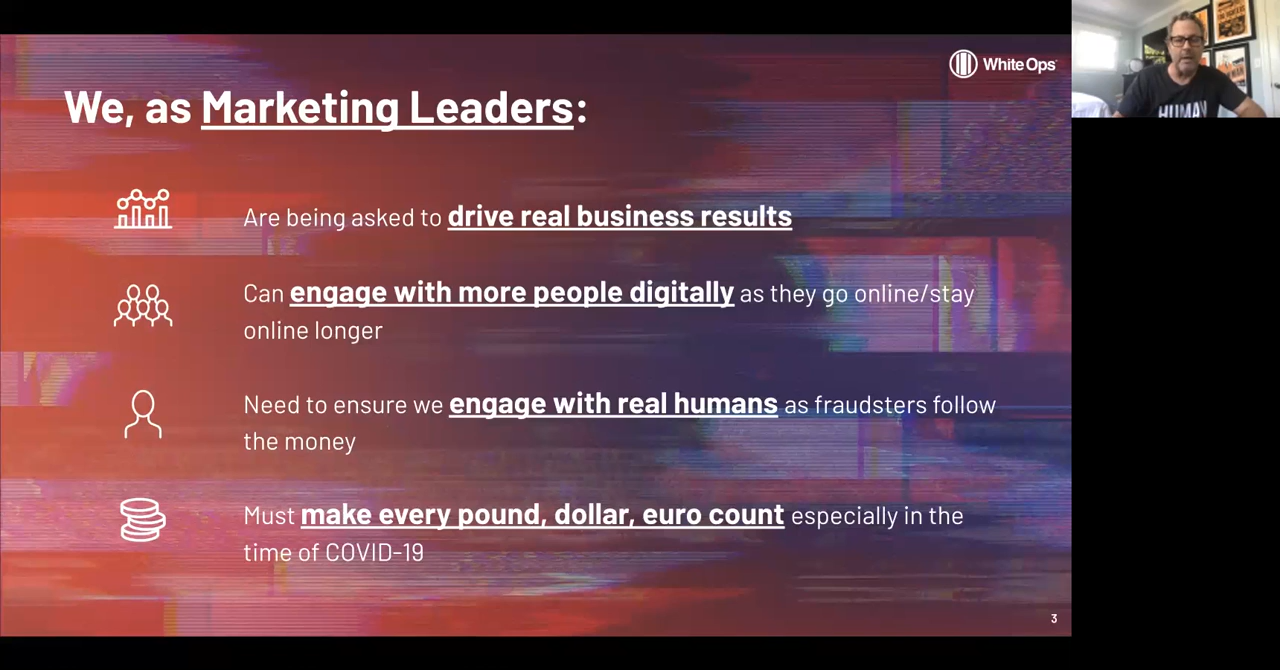 White Ops
We, as Marketing Leaders:
Are being asked to drive real business results
Can engage with more people digitally as they go online/stay
online longer
Need to ensure we engage with real humans as fraudsters follow
the money
Must make every pound, dollar, euro count especially in the
time of COVID-19
3
HUMAN